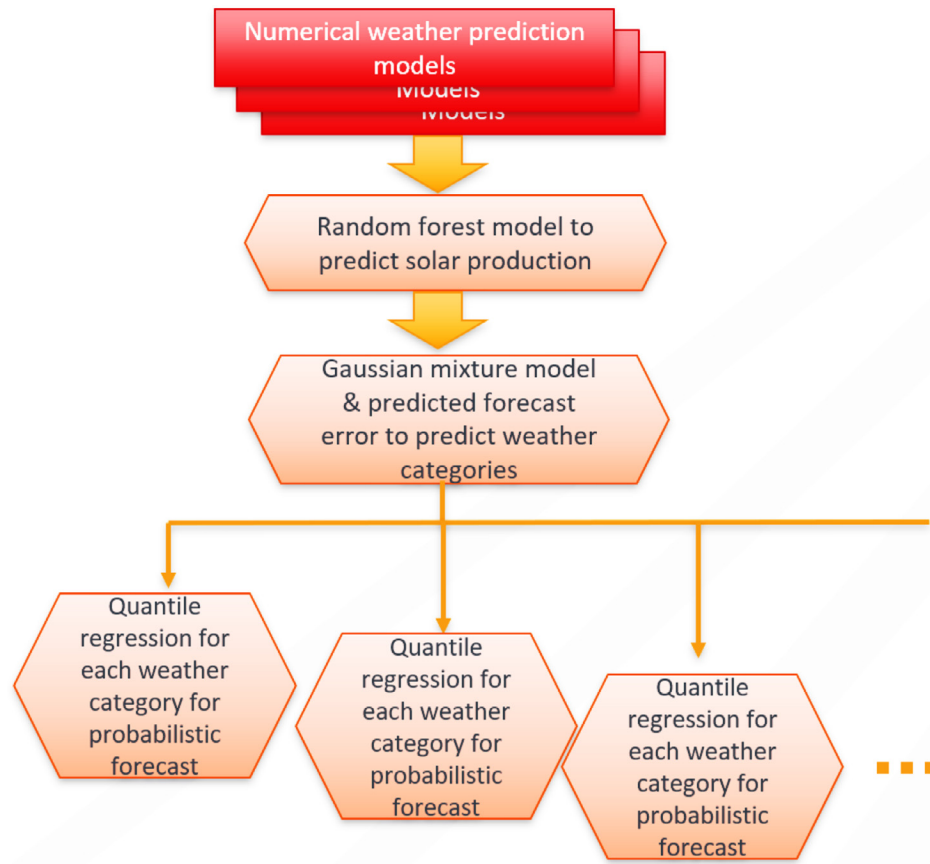 Numerical weather prediction
models
Models
Models
Random forest model to
predict solar production
Gaussian mixture model
& predicted forecast
error to predict weather
categories
Quantile
regression for
each weather
category for
probabilistic
forecast
Quantile
regression for
each weather
category for
probabilistic
forecast
Quantile
regression for
each weather
category for
probabilistic